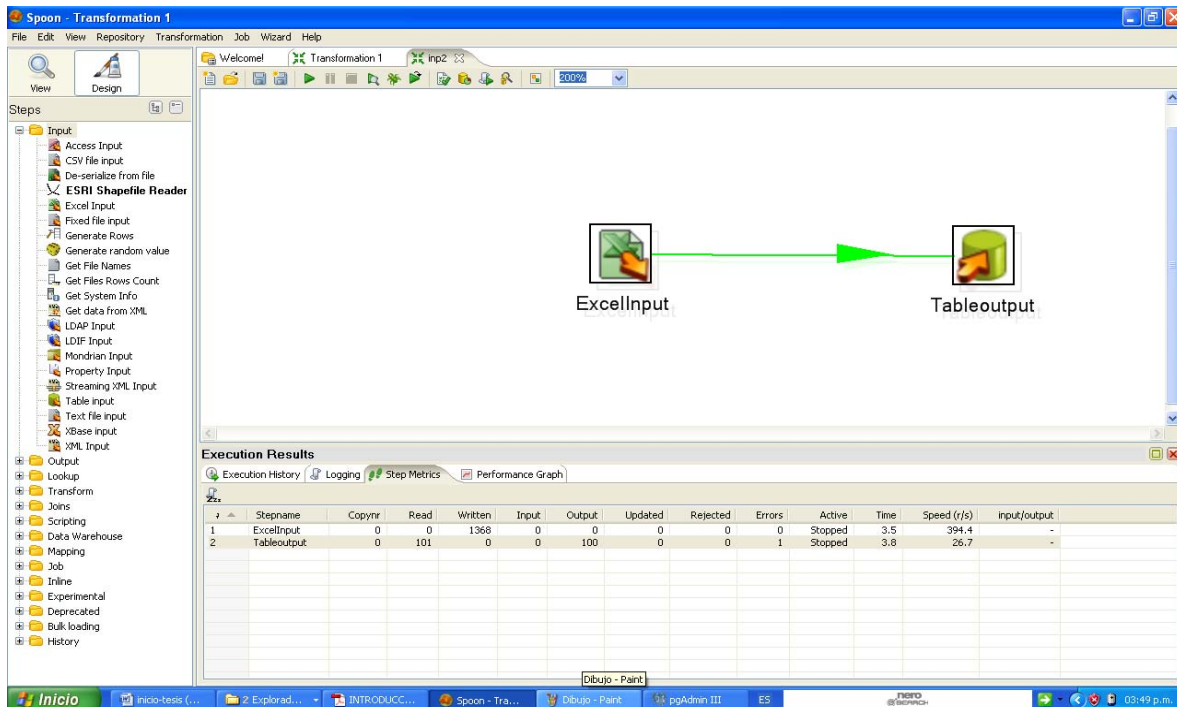 Spoon - Transformation 1
File Edit View Repository Transformation Job Wizard Help
View Design
Steps
Input
Access Input
CSV file input
De-serialize from file
ESRI Shapefile Reader
Excel Input
Fixed file input
Generate Rows
Generate random value
Get File Names
Get Files Rows Count
Get System Info
Get data from XML
LDAP Input
LDIF Input
Mondrian Input
Property Input
Streaming XML Input
Table input
Text file input
XBase input
XML Input
Output
Lookup
Transform
Joins
Scripting
Data Warehouse
Mapping
Job
Inline
Experimental
Deprecated
Bulk loading
History
Welcome! Transformation 1 inp2
200%
ExcelInput Tableoutput
Execution Results
Execution History Logging Step Metrics Performance Graph
Stepname Copynr Read Written Input Output Updated Rejected Errors Active Time Speed (r/s) input/output
1 ExcelInput 0 0 1368 0 0 0 0 0 Stopped 3.5 394.4 -
2 Tableoutput 0 101 0 0 100 0 0 1 Stopped 3.8 26.7 -
Dibujo - Paint
Inicio inicio-tesis (... 2 Explorad... INTRODUCC... Spoon - Tra... Dibujo - Paint pgAdmin III ES nero SEARCH 03:49 p.m.